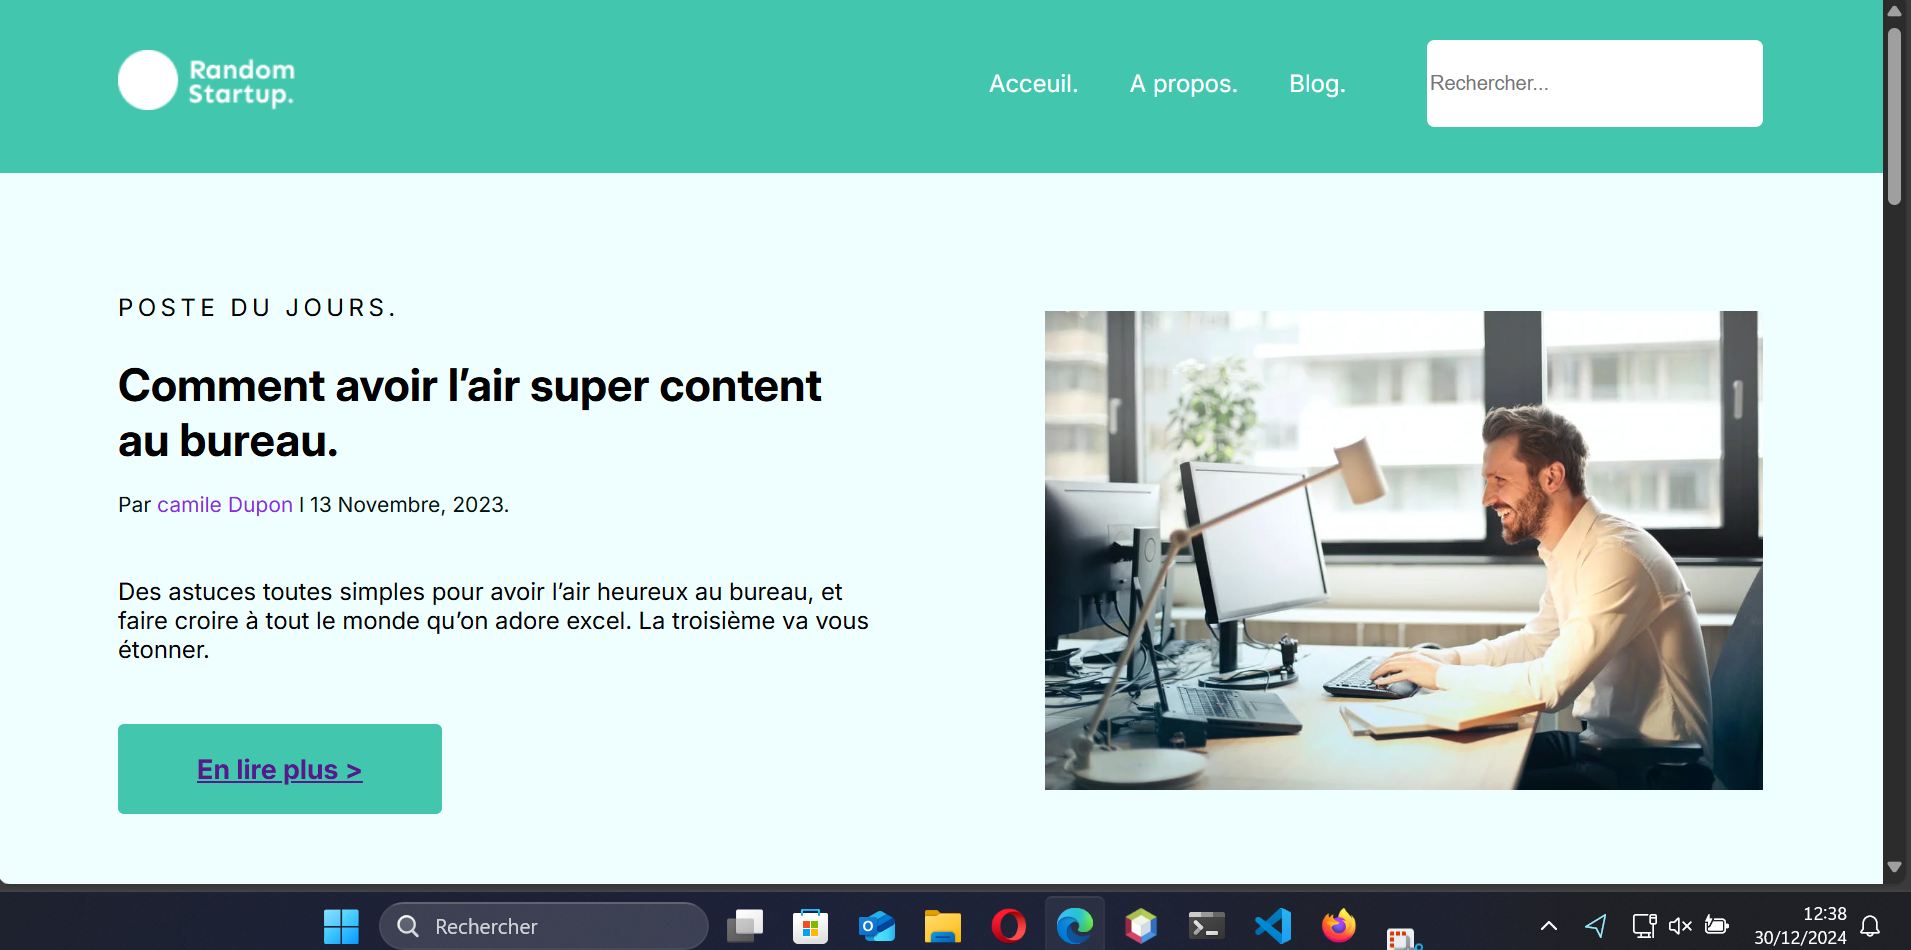 Random
Startup.
Acceuil.
A propos.
Blog.
Rechercher...
POSTE DU JOURS.
Comment avoir l’air super content
au bureau.
Par camile Dupon l 13 Novembre, 2023.
Des astuces toutes simples pour avoir l’air heureux au bureau, et
faire croire à tout le monde qu’on adore excel. La troisième va vous
étonner.
En lire plus >
Rechercher
12:38
30/12/2024